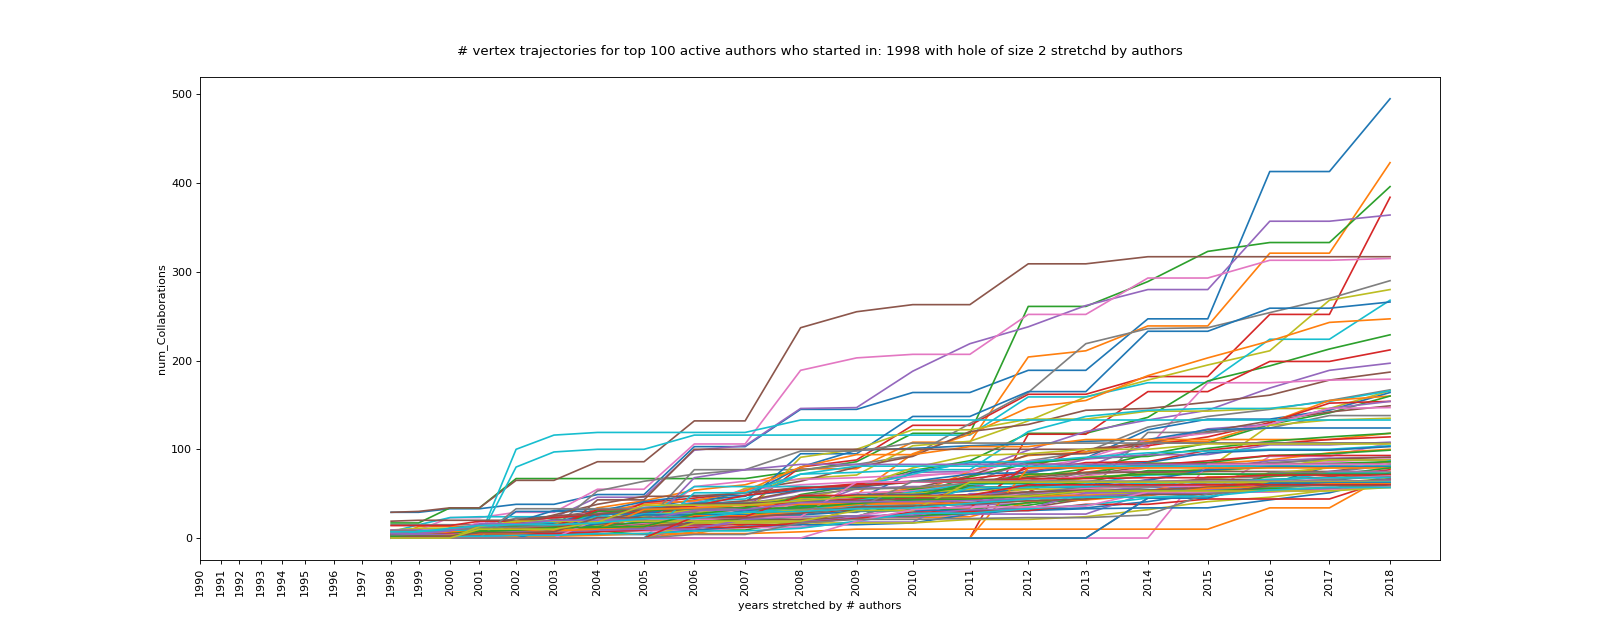 # vertex trajectories for top 100 active authors who started in: 1998 with hole of size 2 stretchd by authors
500
400
300
200
100
0
num_Collaborations
1990 1991 1992 1993 1994 1995 1996 1997 1998 1999 2000 2001 2002 2003 2004 2005 2006 2007 2008 2009 2010 2011 2012 2013 2014 2015 2016 2017 2018
years stretched by # authors